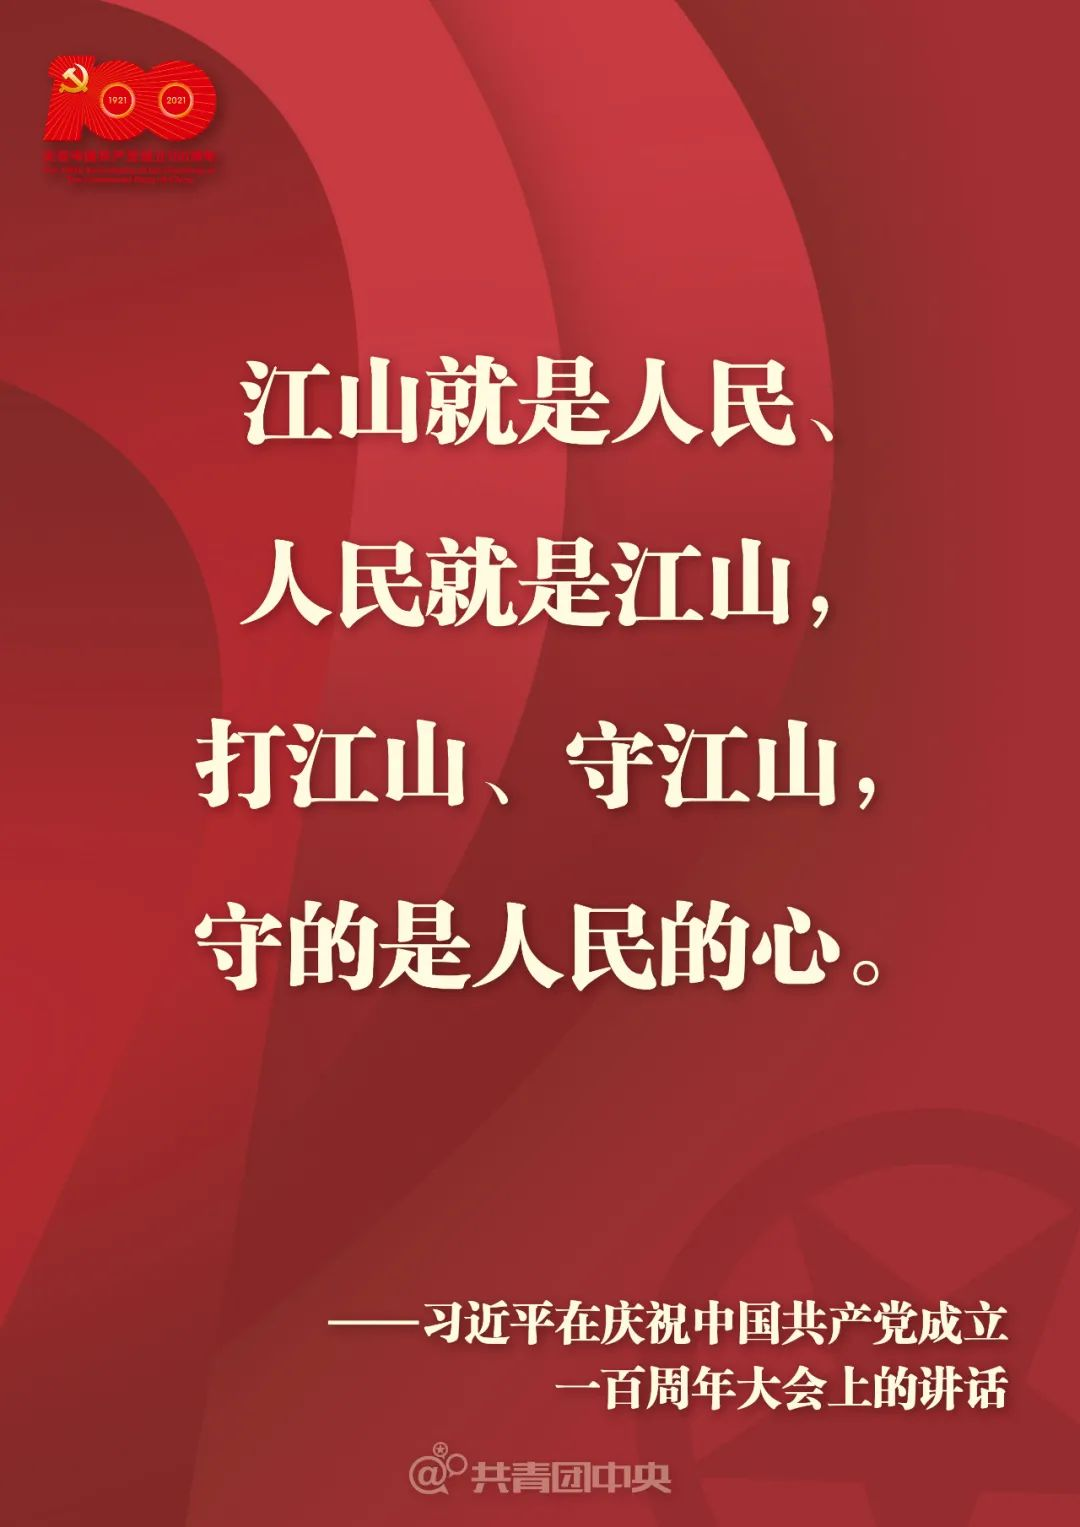 1921
2021
江山就是人民、
人民就是江山，
打江山、守江山，
守的是人民的心。
——习近平在庆祝中国共产党成立
一百周年大会上的讲话
@共青团中央